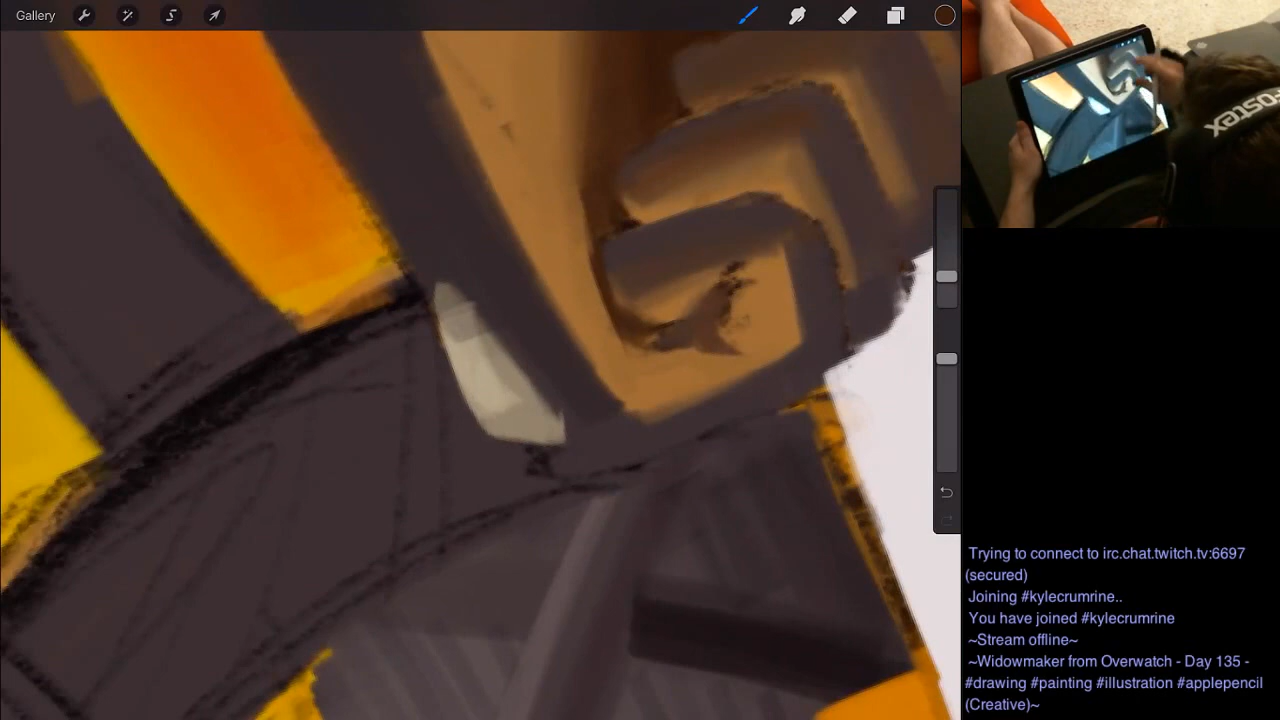 Gallery
FOSTEX
Trying to connect to irc.chat.twitch.tv:6697
(secured)
Joining #kylecrumrine..
You have joined #kylecrumrine
~Stream offline~
~Widowmaker from Overwatch - Day 135 -
#drawing #painting #illustration #applepencil
(Creative)~